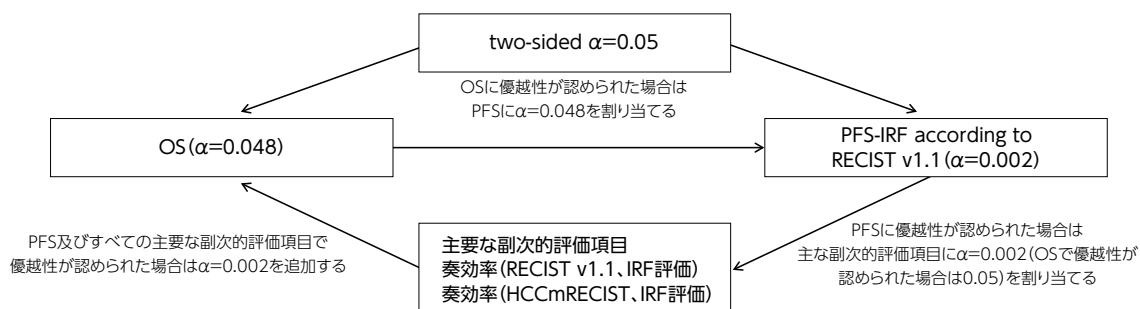 two-sided α=0.05
OSに優越性が認められた場合は
PFSにα=0.048を割り当てる
OS(α=0.048)
PFS-IRF according to
RECIST v1.1(α=0.002)
PFS及びすべての主要な副次的評価項目で
優越性が認められた場合はα=0.002を追加する
主要な副次的評価項目
奏効率(RECIST v1.1、IRF評価)
奏効率(HCCmRECIST、IRF評価)
PFSに優越性が認められた場合は
主な副次的評価項目にα=0.002(OSで優越性が
認められた場合は0.05)を割り当てる